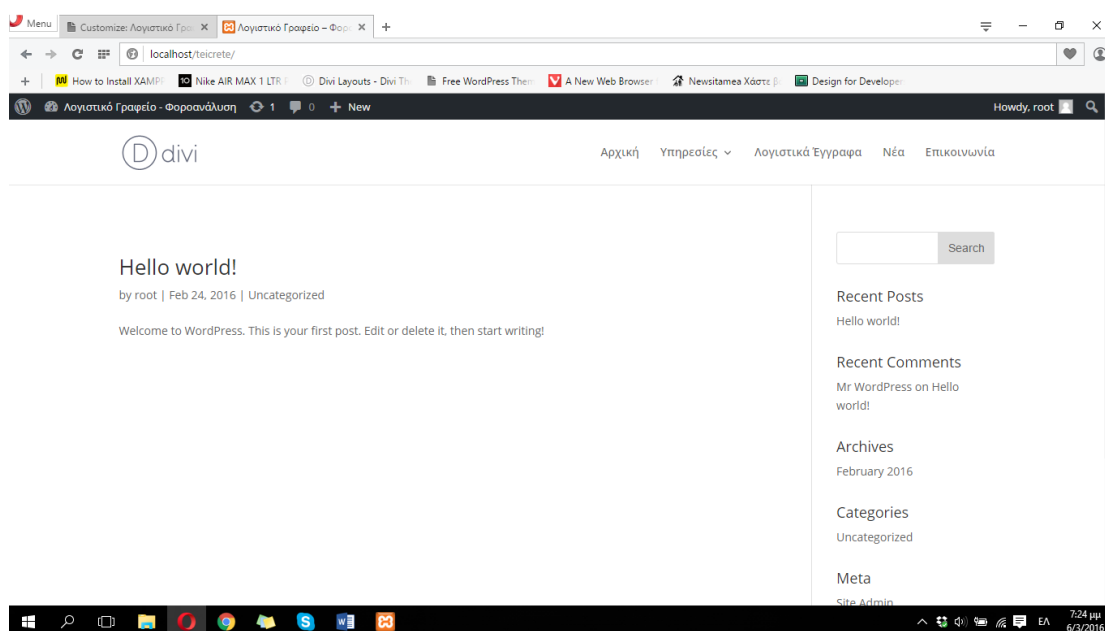 Menu
Customize: Λογιστικό Γρα
Λογιστικό Γραφείο – Φορο
localhost/teicrete/
How to Install XAMP
Nike AIR MAX 1 LTR
Divi Layouts - Divi Th
Free WordPress Them
A New Web Browser
Newsitamea Χάστε β
Design for Developer
Λογιστικό Γραφείο - Φοροανάλυση 1 0 + New
Howdy, root
D divi
Αρχική Υπηρεσίες Λογιστικά Έγγραφα Νέα Επικοινωνία
Search
Hello world!
by root | Feb 24, 2016 | Uncategorized
Welcome to WordPress. This is your first post. Edit or delete it, then start writing!
Recent Posts
Hello world!
Recent Comments
Mr WordPress on Hello
world!
Archives
February 2016
Categories
Uncategorized
Meta
Site Admin
ΕΛ
7:24 μμ
6/3/2016